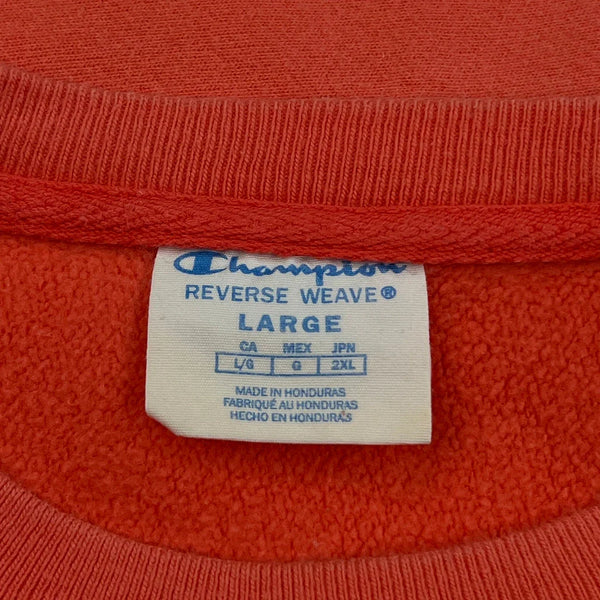 Champion
REVERSE WEAVE®
LARGE
CA MEX JPN
L/G G 2XL
MADE IN HONDURAS
FABRIQUÉ AU HONDURAS
HECHO EN HONDURAS